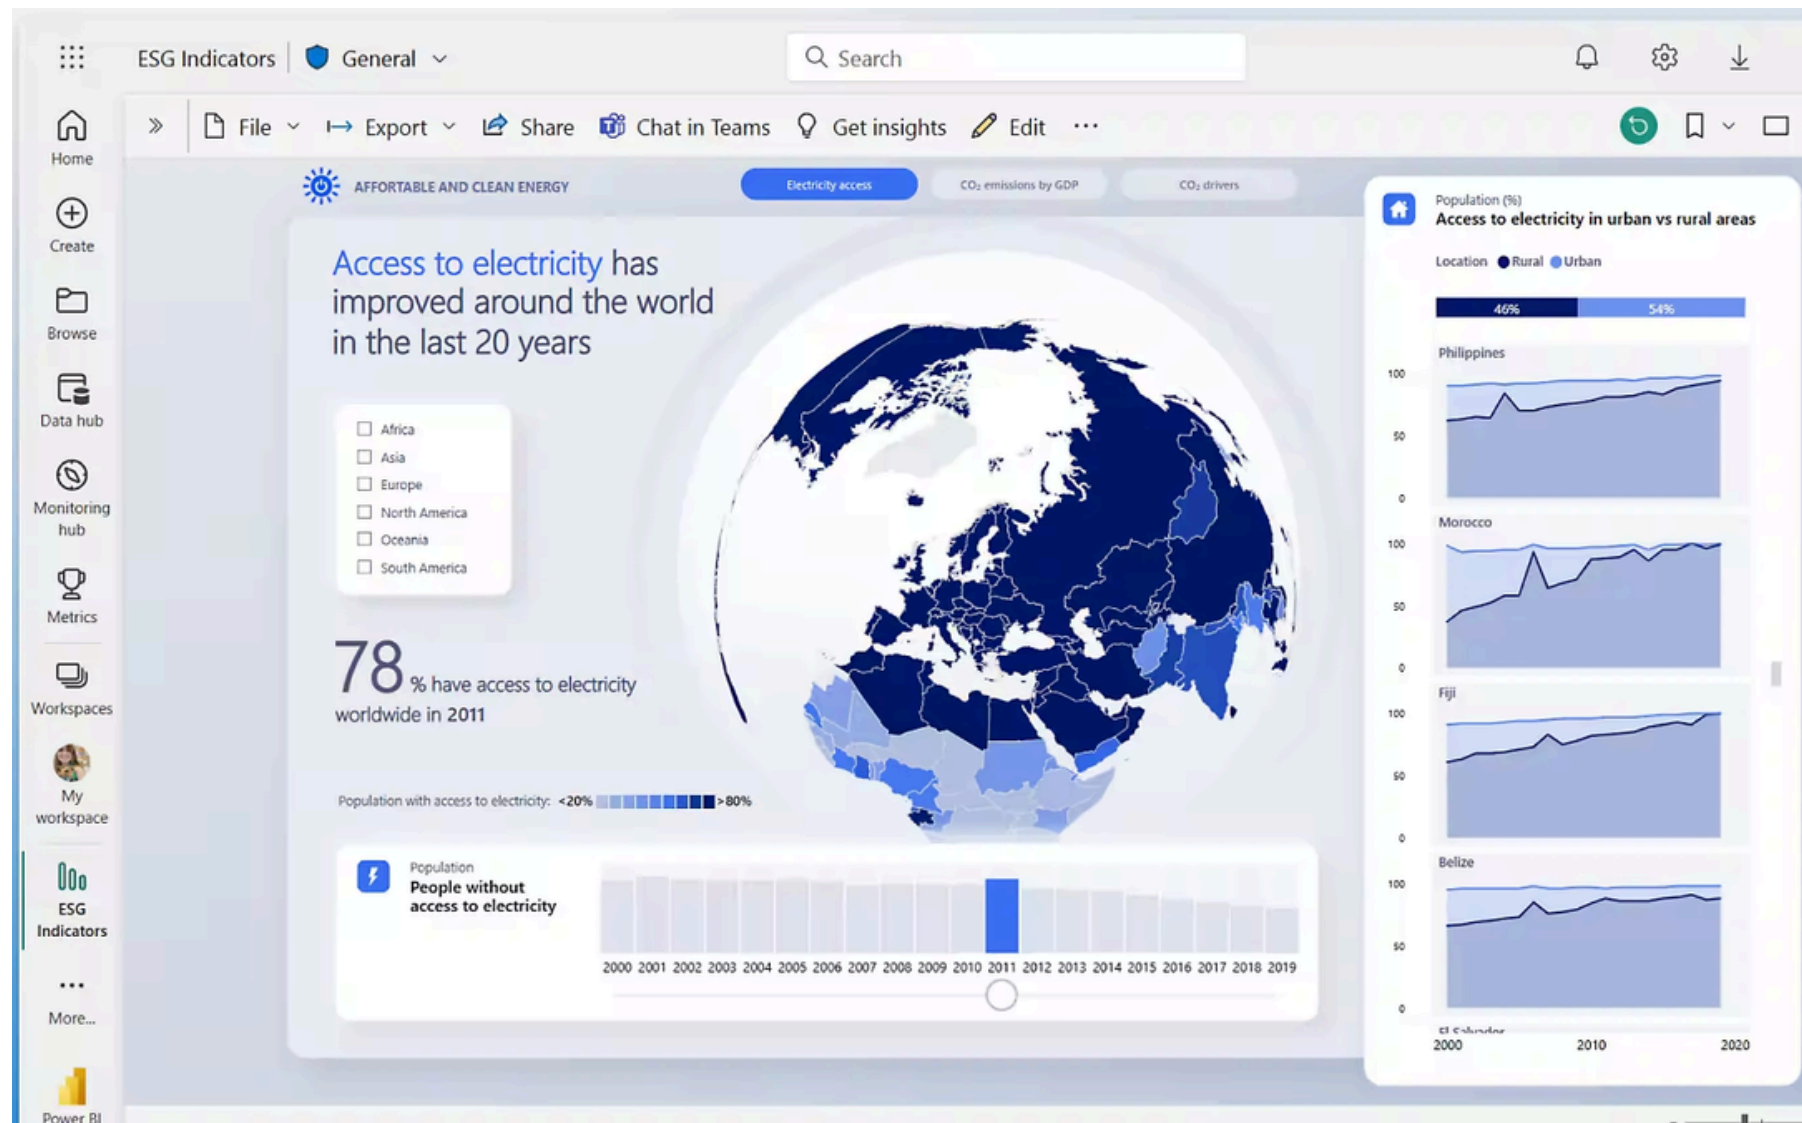 ESG Indicators
General
Search
Home
Create
Browse
Data hub
Monitoring
hub
Metrics
Workspaces
My
workspace
ESG
Indicators
More...
Power BI
File
Export
Share
Chat in Teams
Get insights
Edit
AFFORTABLE AND CLEAN ENERGY
Electricity access
CO₂ emissions by GDP
CO₂ drivers
Access to electricity has
improved around the world
in the last 20 years
Africa
Asia
Europe
North America
Oceania
South America
78 % have access to electricity
worldwide in 2011
Population with access to electricity: <20% >80%
Population
People without
access to electricity
2000 2001 2002 2003 2004 2005 2006 2007 2008 2009 2010 2011 2012 2013 2014 2015 2016 2017 2018 2019
Population (%)
Access to electricity in urban vs rural areas
Location Rural Urban
46% 54%
Philippines
100
50
0
Morocco
100
50
0
Fiji
100
50
0
Belize
100
50
0
El Salvador
2000 2010 2020